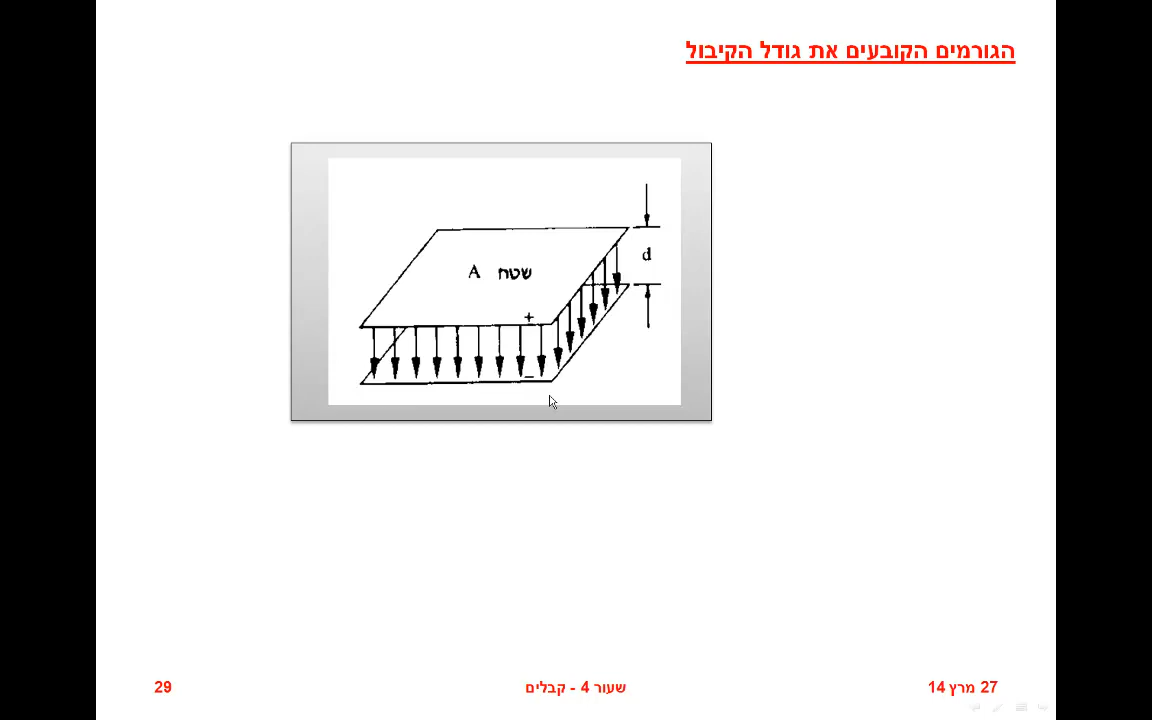 הגורמים הקובעים את גודל הקיבול
d
שטח A
+
–
27 מרץ 14
שעור 4 - קבלים
29